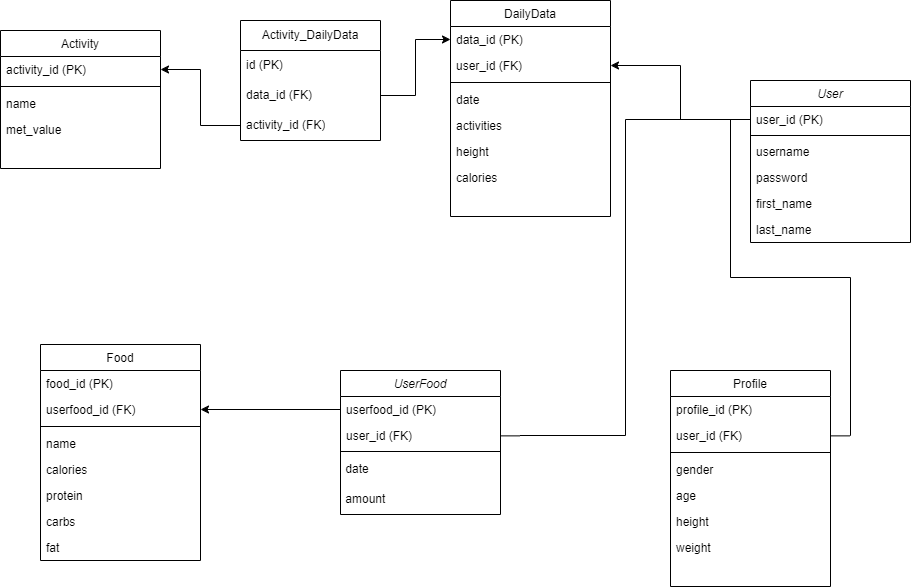 Activity
activity_id (PK)
name
met_value
Activity_DailyData
id (PK)
data_id (FK)
activity_id (FK)
DailyData
data_id (PK)
user_id (FK)
date
activities
height
calories
User
user_id (PK)
username
password
first_name
last_name
Food
food_id (PK)
userfood_id (FK)
name
calories
protein
carbs
fat
UserFood
userfood_id (PK)
user_id (FK)
date
amount
Profile
profile_id (PK)
user_id (FK)
gender
age
height
weight